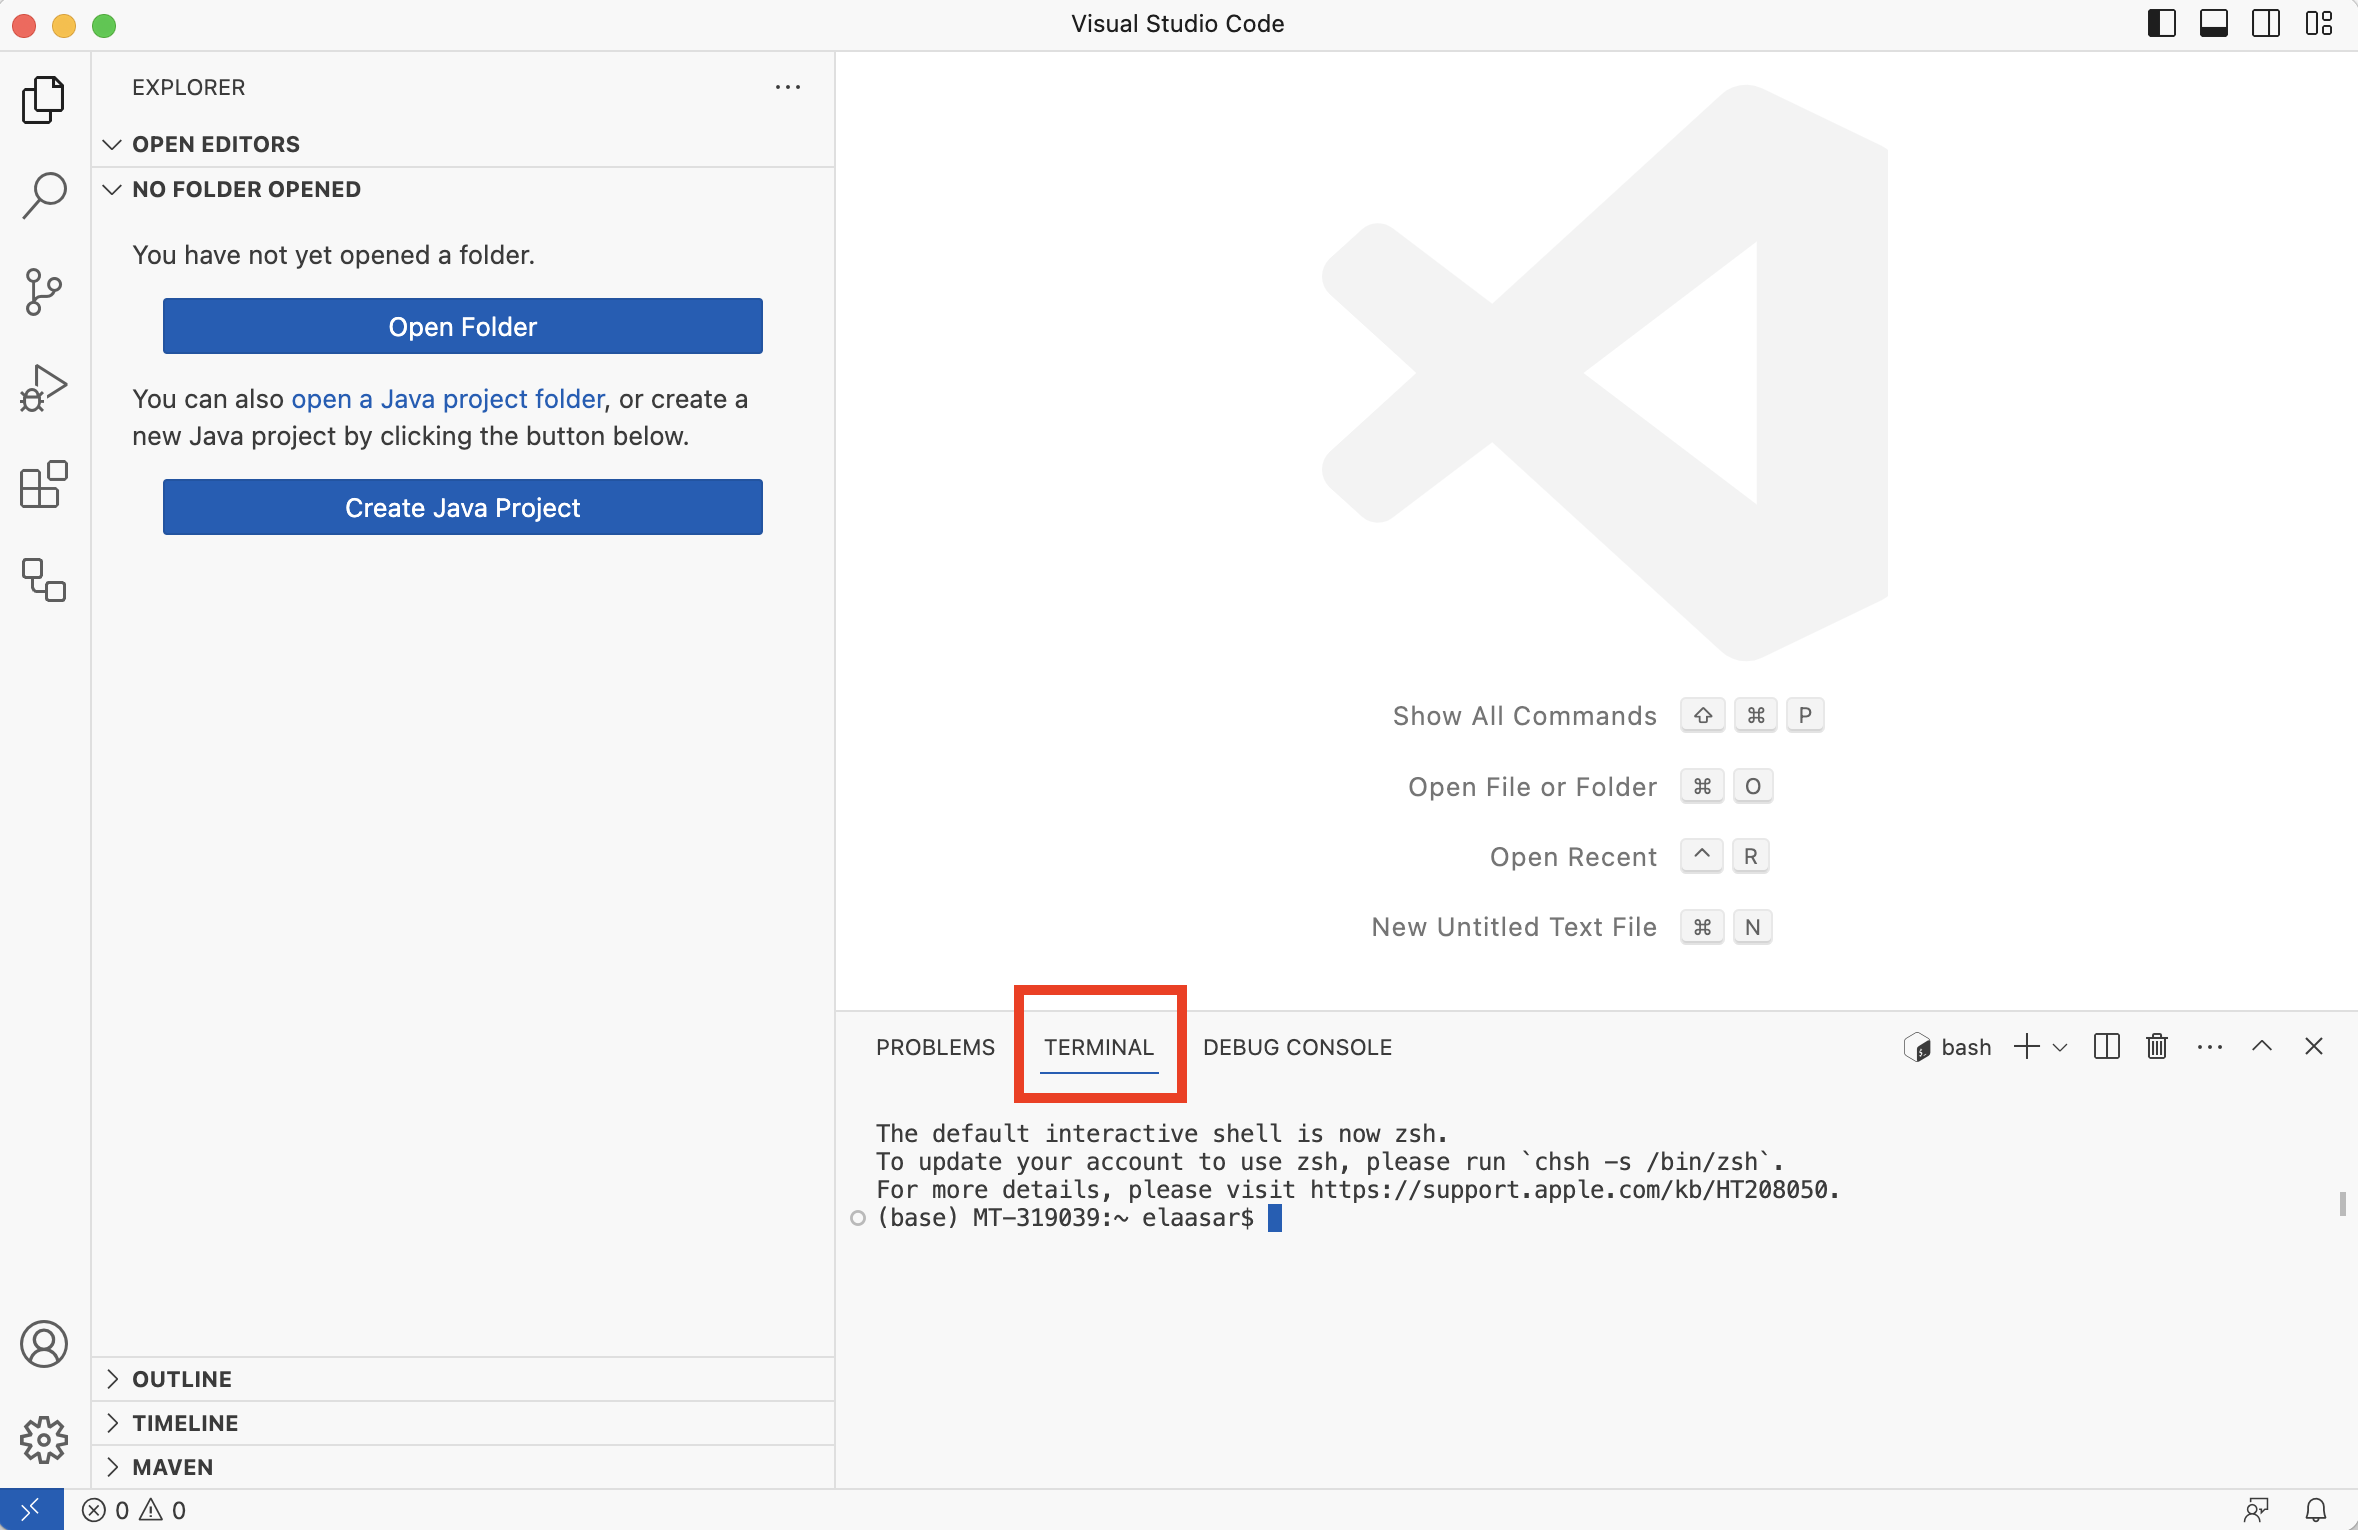 Visual Studio Code
EXPLORER
OPEN EDITORS
NO FOLDER OPENED
You have not yet opened a folder.
Open Folder
You can also open a Java project folder, or create a
new Java project by clicking the button below.
Create Java Project
OUTLINE
TIMELINE
MAVEN
Show All Commands ⇧ ⌘ P
Open File or Folder ⌘ O
Open Recent ^ R
New Untitled Text File ⌘ N
PROBLEMS TERMINAL DEBUG CONSOLE bash
The default interactive shell is now zsh.
To update your account to use zsh, please run `chsh -s /bin/zsh`.
For more details, please visit https://support.apple.com/kb/HT208050.
(base) MT-319039:~ elaasar$
0 0